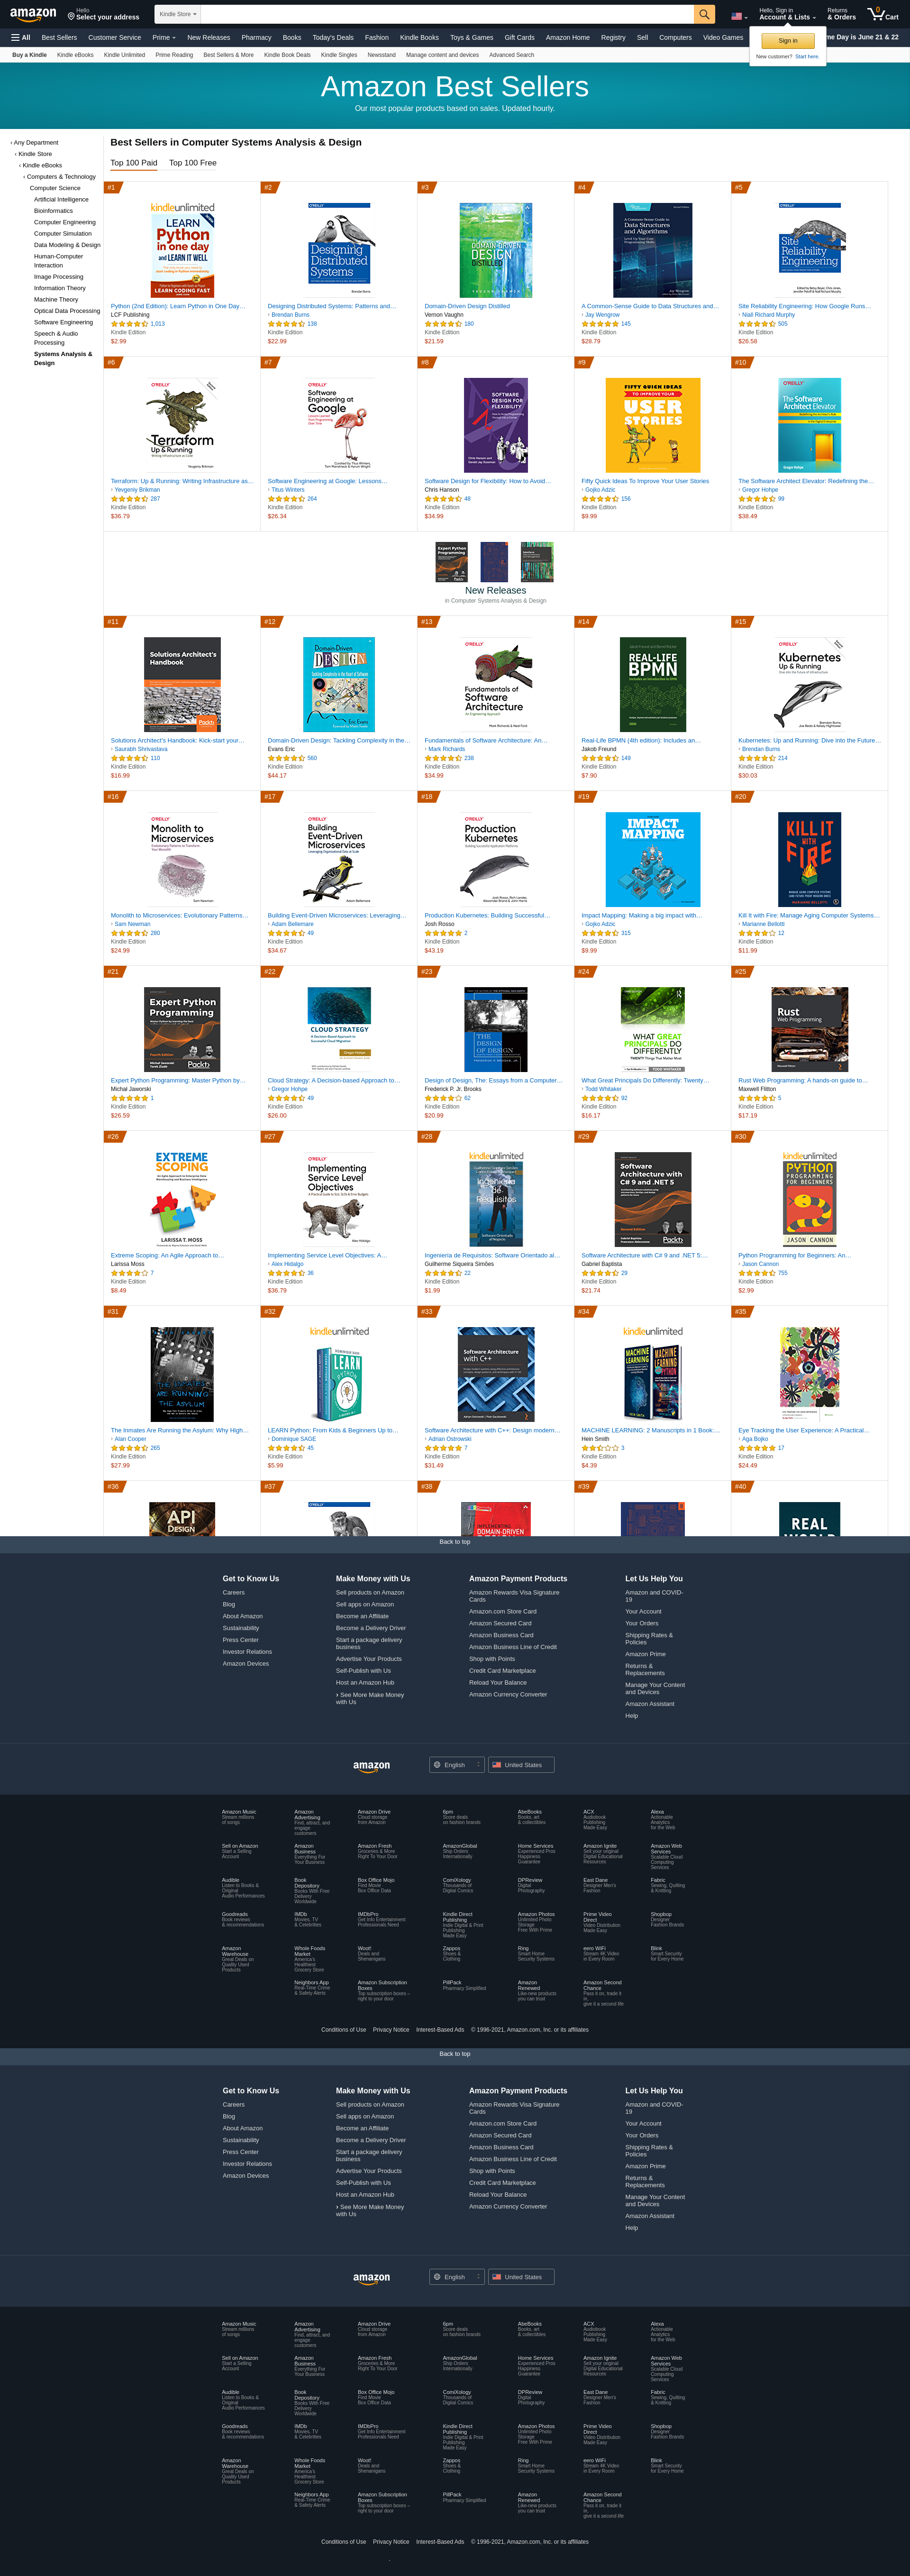 amazon
Hello
Select your address
Kindle Store
Hello, Sign in
Account & Lists
Returns
& Orders
0
Cart
All
Best Sellers
Customer Service
Prime
New Releases
Pharmacy
Books
Today's Deals
Fashion
Kindle Books
Toys & Games
Gift Cards
Amazon Home
Registry
Sell
Computers
Video Games
me Day is June 21 & 22
Sign in
New customer? Start here.
Buy a Kindle
Kindle eBooks
Kindle Unlimited
Prime Reading
Best Sellers & More
Kindle Book Deals
Kindle Singles
Newsstand
Manage content and devices
Advanced Search
Amazon Best Sellers
Our most popular products based on sales. Updated hourly.
‹ Any Department
‹ Kindle Store
‹ Kindle eBooks
‹ Computers & Technology
Computer Science
Artificial Intelligence
Bioinformatics
Computer Engineering
Computer Simulation
Data Modeling & Design
Human-Computer
Interaction
Image Processing
Information Theory
Machine Theory
Optical Data Processing
Software Engineering
Speech & Audio
Processing
Systems Analysis &
Design
Best Sellers in Computer Systems Analysis & Design
Top 100 Paid
Top 100 Free
#1
Python (2nd Edition): Learn Python in One Day…
LCF Publishing
1,013
Kindle Edition
$2.99
#2
Designing Distributed Systems: Patterns and…
› Brendan Burns
138
Kindle Edition
$22.99
#3
Domain-Driven Design Distilled
Vernon Vaughn
180
Kindle Edition
$21.59
#4
A Common-Sense Guide to Data Structures and…
› Jay Wengrow
145
Kindle Edition
$28.79
#5
Site Reliability Engineering: How Google Runs…
› Niall Richard Murphy
505
Kindle Edition
$26.58
#6
Terraform: Up & Running: Writing Infrastructure as…
› Yevgeniy Brikman
287
Kindle Edition
$36.79
#7
Software Engineering at Google: Lessons…
› Titus Winters
264
Kindle Edition
$26.34
#8
Software Design for Flexibility: How to Avoid…
Chris Hanson
48
Kindle Edition
$34.99
#9
Fifty Quick Ideas To Improve Your User Stories
› Gojko Adzic
156
Kindle Edition
$9.99
#10
The Software Architect Elevator: Redefining the…
› Gregor Hohpe
99
Kindle Edition
$38.49
New Releases
in Computer Systems Analysis & Design
#11
Solutions Architect's Handbook: Kick-start your…
› Saurabh Shrivastava
110
Kindle Edition
$16.99
#12
Domain-Driven Design: Tackling Complexity in the…
Evans Eric
560
Kindle Edition
$44.17
#13
Fundamentals of Software Architecture: An…
› Mark Richards
238
Kindle Edition
$34.99
#14
Real-Life BPMN (4th edition): Includes an…
Jakob Freund
149
Kindle Edition
$7.90
#15
Kubernetes: Up and Running: Dive into the Future…
› Brendan Burns
214
Kindle Edition
$30.03
#16
Monolith to Microservices: Evolutionary Patterns…
› Sam Newman
280
Kindle Edition
$24.99
#17
Building Event-Driven Microservices: Leveraging…
› Adam Bellemare
49
Kindle Edition
$34.67
#18
Production Kubernetes: Building Successful…
Josh Rosso
2
Kindle Edition
$43.19
#19
Impact Mapping: Making a big impact with…
› Gojko Adzic
315
Kindle Edition
$9.99
#20
Kill It with Fire: Manage Aging Computer Systems…
› Marianne Bellotti
12
Kindle Edition
$11.99
#21
Expert Python Programming: Master Python by…
Michał Jaworski
1
Kindle Edition
$26.59
#22
Cloud Strategy: A Decision-based Approach to…
› Gregor Hohpe
49
Kindle Edition
$26.00
#23
Design of Design, The: Essays from a Computer…
Frederick P. Jr. Brooks
62
Kindle Edition
$20.99
#24
What Great Principals Do Differently: Twenty…
› Todd Whitaker
92
Kindle Edition
$16.17
#25
Rust Web Programming: A hands-on guide to…
Maxwell Flitton
5
Kindle Edition
$17.19
#26
Extreme Scoping: An Agile Approach to…
Larissa Moss
7
Kindle Edition
$8.49
#27
Implementing Service Level Objectives: A…
› Alex Hidalgo
36
Kindle Edition
$36.79
#28
Ingeniería de Requisitos: Software Orientado al…
Guilherme Siqueira Simões
22
Kindle Edition
$1.99
#29
Software Architecture with C# 9 and .NET 5:…
Gabriel Baptista
29
Kindle Edition
$21.74
#30
Python Programming for Beginners: An…
› Jason Cannon
755
Kindle Edition
$2.99
#31
The Inmates Are Running the Asylum: Why High…
› Alan Cooper
265
Kindle Edition
$27.99
#32
LEARN Python: From Kids & Beginners Up to…
› Dominique SAGE
45
Kindle Edition
$5.99
#33
Software Architecture with C++: Design modern…
› Adrian Ostrowski
7
Kindle Edition
$31.49
#34
MACHINE LEARNING: 2 Manuscripts in 1 Book:…
Hein Smith
3
Kindle Edition
$4.39
#35
Eye Tracking the User Experience: A Practical…
› Aga Bojko
17
Kindle Edition
$24.49
#36
#37
#38
#39
#40
Back to top
Get to Know Us
Careers
Blog
About Amazon
Sustainability
Press Center
Investor Relations
Amazon Devices
Make Money with Us
Sell products on Amazon
Sell apps on Amazon
Become an Affiliate
Become a Delivery Driver
Start a package delivery
business
Advertise Your Products
Self-Publish with Us
Host an Amazon Hub
› See More Make Money
with Us
Amazon Payment Products
Amazon Rewards Visa Signature
Cards
Amazon.com Store Card
Amazon Secured Card
Amazon Business Card
Amazon Business Line of Credit
Shop with Points
Credit Card Marketplace
Reload Your Balance
Amazon Currency Converter
Let Us Help You
Amazon and COVID-
19
Your Account
Your Orders
Shipping Rates &
Policies
Amazon Prime
Returns &
Replacements
Manage Your Content
and Devices
Amazon Assistant
Help
amazon
English
United States
Amazon Music
Stream millions
of songs
Amazon
Advertising
Find, attract, and
engage
customers
Amazon Drive
Cloud storage
from Amazon
6pm
Score deals
on fashion brands
AbeBooks
Books, art
& collectibles
ACX
Audiobook
Publishing
Made Easy
Alexa
Actionable
Analytics
for the Web
Sell on Amazon
Start a Selling
Account
Amazon
Business
Everything For
Your Business
Amazon Fresh
Groceries & More
Right To Your Door
AmazonGlobal
Ship Orders
Internationally
Home Services
Experienced Pros
Happiness
Guarantee
Amazon Ignite
Sell your original
Digital Educational
Resources
Amazon Web
Services
Scalable Cloud
Computing
Services
Audible
Listen to Books &
Original
Audio Performances
Book
Depository
Books With Free
Delivery
Worldwide
Box Office Mojo
Find Movie
Box Office Data
ComiXology
Thousands of
Digital Comics
DPReview
Digital
Photography
East Dane
Designer Men's
Fashion
Fabric
Sewing, Quilting
& Knitting
Goodreads
Book reviews
& recommendations
IMDb
Movies, TV
& Celebrities
IMDbPro
Get Info Entertainment
Professionals Need
Kindle Direct
Publishing
Indie Digital & Print
Publishing
Made Easy
Amazon Photos
Unlimited Photo
Storage
Free With Prime
Prime Video
Direct
Video Distribution
Made Easy
Shopbop
Designer
Fashion Brands
Amazon
Warehouse
Great Deals on
Quality Used
Products
Whole Foods
Market
America's
Healthiest
Grocery Store
Woot!
Deals and
Shenanigans
Zappos
Shoes &
Clothing
Ring
Smart Home
Security Systems
eero WiFi
Stream 4K Video
in Every Room
Blink
Smart Security
for Every Home
Neighbors App
Real-Time Crime
& Safety Alerts
Amazon Subscription
Boxes
Top subscription boxes –
right to your door
PillPack
Pharmacy Simplified
Amazon
Renewed
Like-new products
you can trust
Amazon Second
Chance
Pass it on, trade it
in,
give it a second life
Conditions of Use
Privacy Notice
Interest-Based Ads
© 1996-2021, Amazon.com, Inc. or its affiliates
Back to top
Get to Know Us
Careers
Blog
About Amazon
Sustainability
Press Center
Investor Relations
Amazon Devices
Make Money with Us
Sell products on Amazon
Sell apps on Amazon
Become an Affiliate
Become a Delivery Driver
Start a package delivery
business
Advertise Your Products
Self-Publish with Us
Host an Amazon Hub
› See More Make Money
with Us
Amazon Payment Products
Amazon Rewards Visa Signature
Cards
Amazon.com Store Card
Amazon Secured Card
Amazon Business Card
Amazon Business Line of Credit
Shop with Points
Credit Card Marketplace
Reload Your Balance
Amazon Currency Converter
Let Us Help You
Amazon and COVID-
19
Your Account
Your Orders
Shipping Rates &
Policies
Amazon Prime
Returns &
Replacements
Manage Your Content
and Devices
Amazon Assistant
Help
amazon
English
United States
Amazon Music
Stream millions
of songs
Amazon
Advertising
Find, attract, and
engage
customers
Amazon Drive
Cloud storage
from Amazon
6pm
Score deals
on fashion brands
AbeBooks
Books, art
& collectibles
ACX
Audiobook
Publishing
Made Easy
Alexa
Actionable
Analytics
for the Web
Sell on Amazon
Start a Selling
Account
Amazon
Business
Everything For
Your Business
Amazon Fresh
Groceries & More
Right To Your Door
AmazonGlobal
Ship Orders
Internationally
Home Services
Experienced Pros
Happiness
Guarantee
Amazon Ignite
Sell your original
Digital Educational
Resources
Amazon Web
Services
Scalable Cloud
Computing
Services
Audible
Listen to Books &
Original
Audio Performances
Book
Depository
Books With Free
Delivery
Worldwide
Box Office Mojo
Find Movie
Box Office Data
ComiXology
Thousands of
Digital Comics
DPReview
Digital
Photography
East Dane
Designer Men's
Fashion
Fabric
Sewing, Quilting
& Knitting
Goodreads
Book reviews
& recommendations
IMDb
Movies, TV
& Celebrities
IMDbPro
Get Info Entertainment
Professionals Need
Kindle Direct
Publishing
Indie Digital & Print
Publishing
Made Easy
Amazon Photos
Unlimited Photo
Storage
Free With Prime
Prime Video
Direct
Video Distribution
Made Easy
Shopbop
Designer
Fashion Brands
Amazon
Warehouse
Great Deals on
Quality Used
Products
Whole Foods
Market
America's
Healthiest
Grocery Store
Woot!
Deals and
Shenanigans
Zappos
Shoes &
Clothing
Ring
Smart Home
Security Systems
eero WiFi
Stream 4K Video
in Every Room
Blink
Smart Security
for Every Home
Neighbors App
Real-Time Crime
& Safety Alerts
Amazon Subscription
Boxes
Top subscription boxes –
right to your door
PillPack
Pharmacy Simplified
Amazon
Renewed
Like-new products
you can trust
Amazon Second
Chance
Pass it on, trade it
in,
give it a second life
Conditions of Use
Privacy Notice
Interest-Based Ads
© 1996-2021, Amazon.com, Inc. or its affiliates